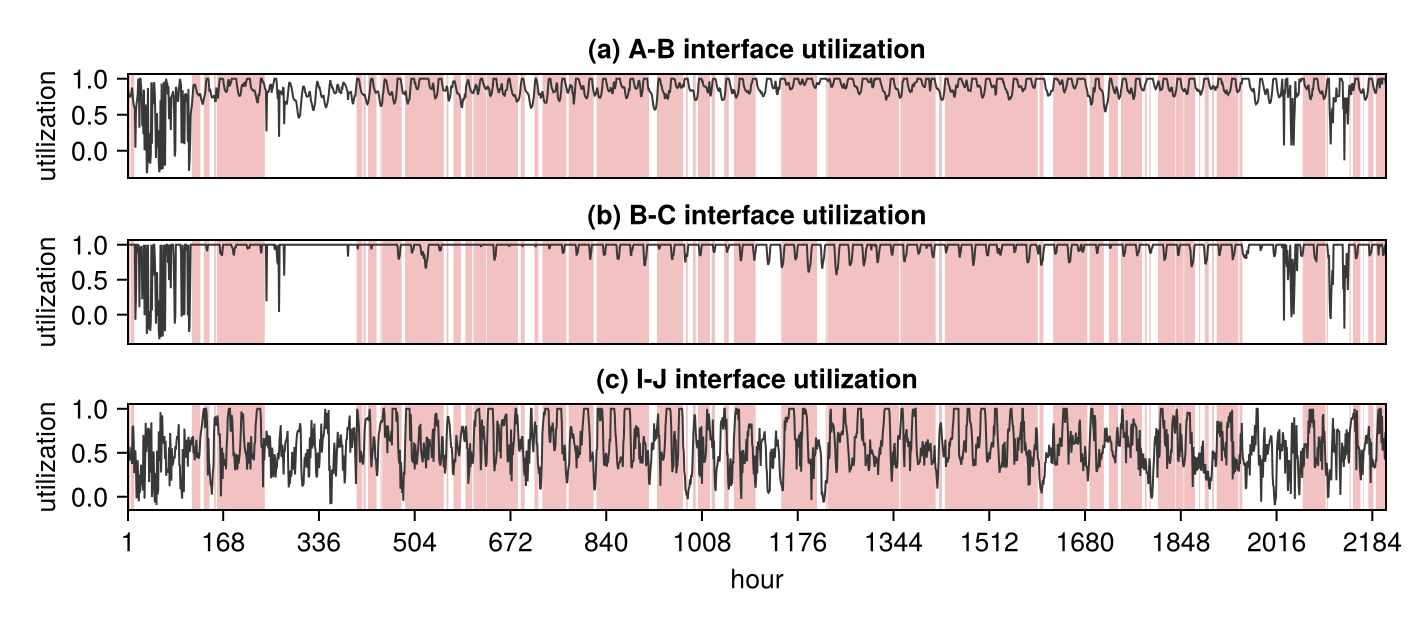 (a) A-B interface utilization
utilization
1.0
0.5
0.0
(b) B-C interface utilization
utilization
1.0
0.5
0.0
(c) I-J interface utilization
utilization
1.0
0.5
0.0
1 168 336 504 672 840 1008 1176 1344 1512 1680 1848 2016 2184
hour